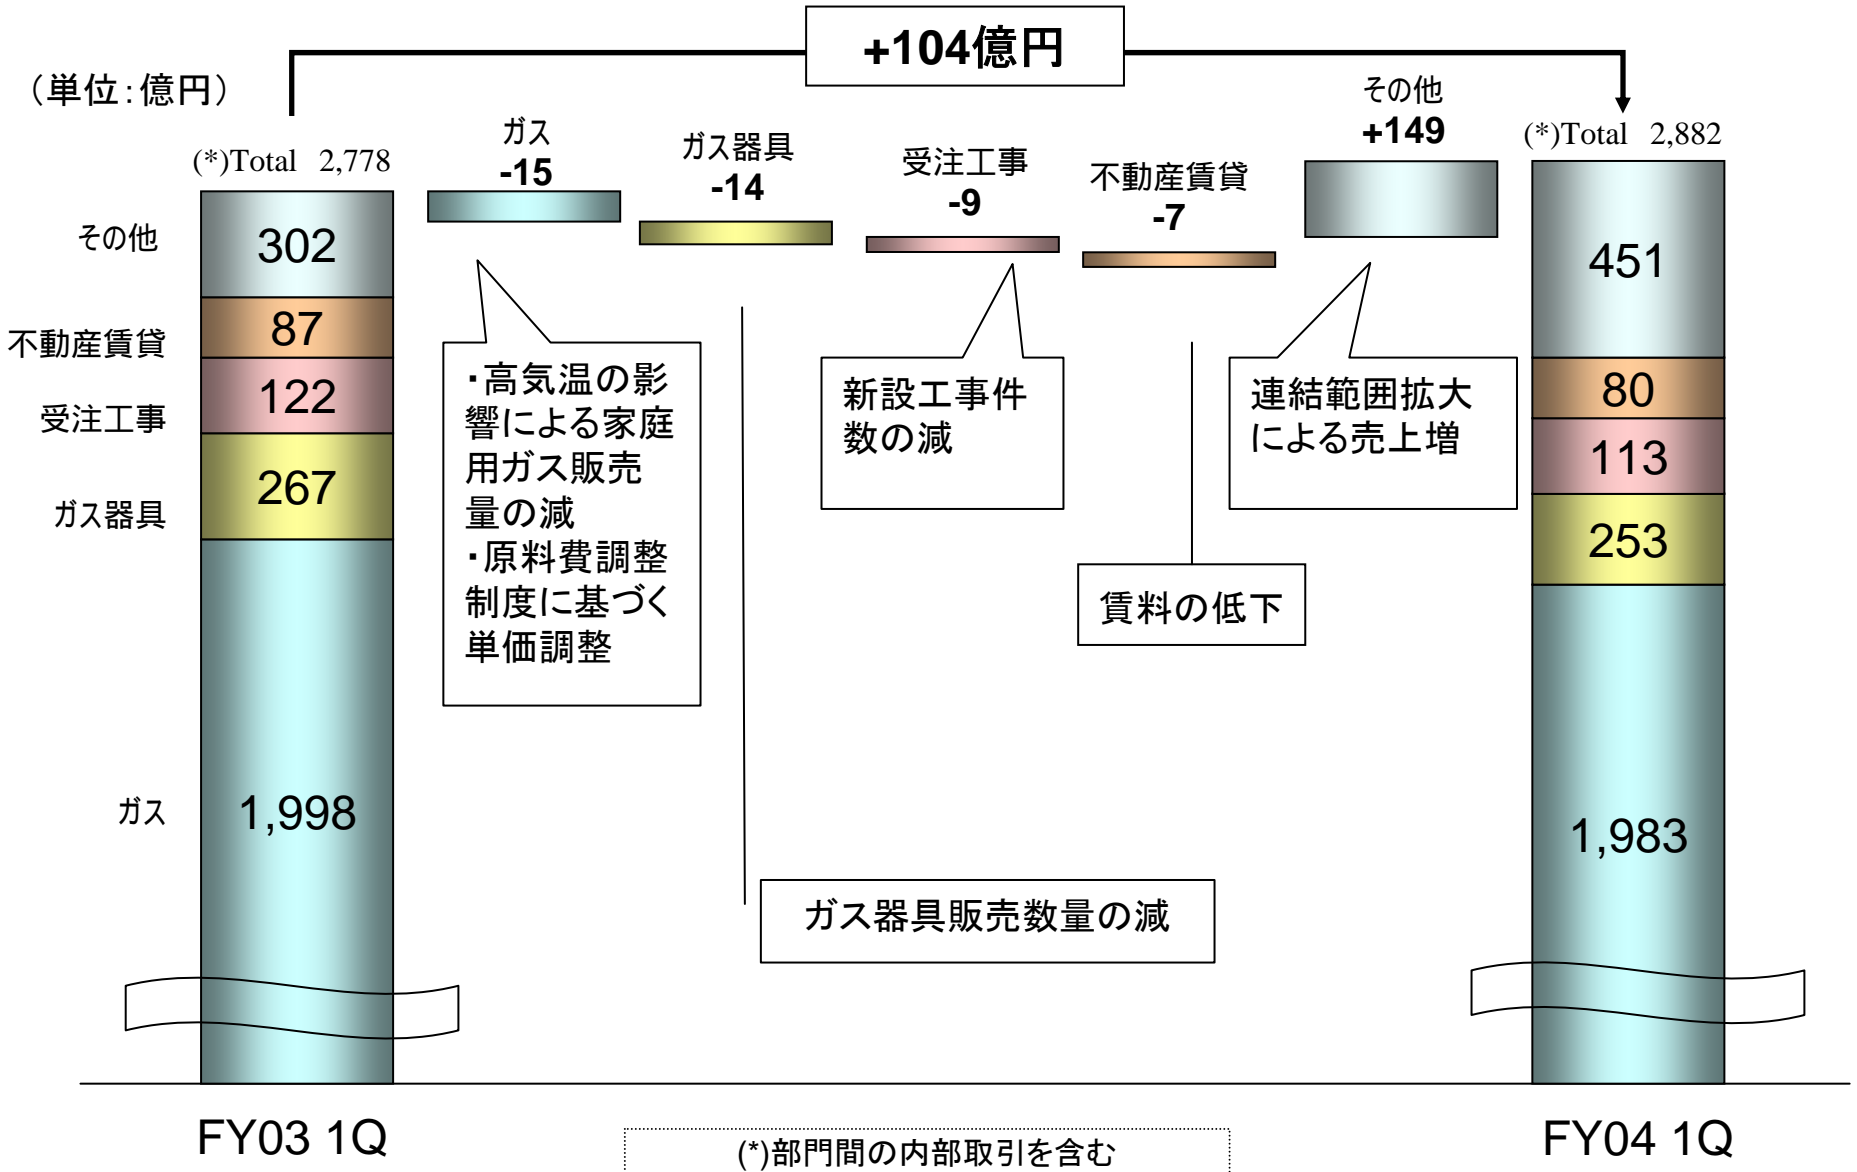 +104億円
（単位：億円）
(*)Total 2,778
ガス
-15
ガス器具
-14
受注工事
-9
不動産賃貸
-7
その他
+149
(*)Total 2,882
その他
302
不動産賃貸
87
受注工事
122
ガス器具
267
ガス
1,998
・高気温の影
響による家庭
用ガス販売
量の減
・原料費調整
制度に基づく
単価調整
新設工事件
数の減
連結範囲拡大
による売上増
賃料の低下
ガス器具販売数量の減
451
80
113
253
1,983
FY03 1Q
(*)部門間の内部取引を含む
FY04 1Q